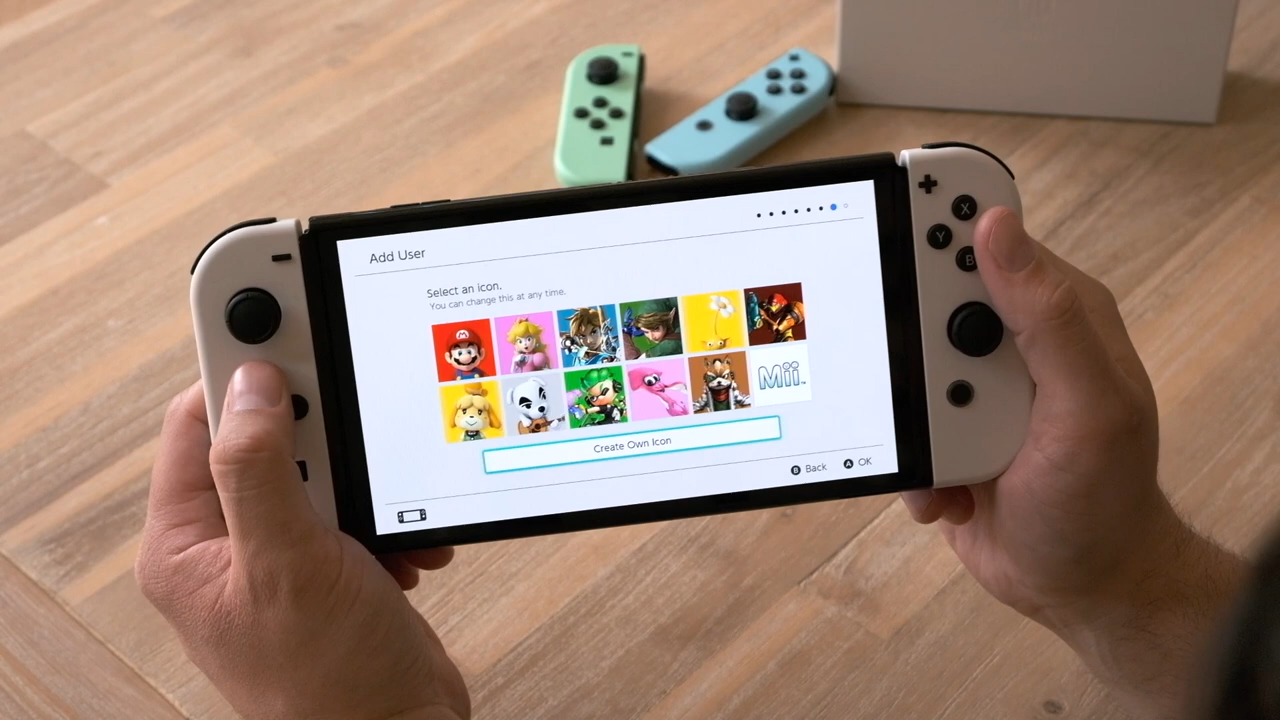 Add User
Select an icon.
You can change this at any time.
Mii
Create Own Icon
B Back A OK
X
Y
B